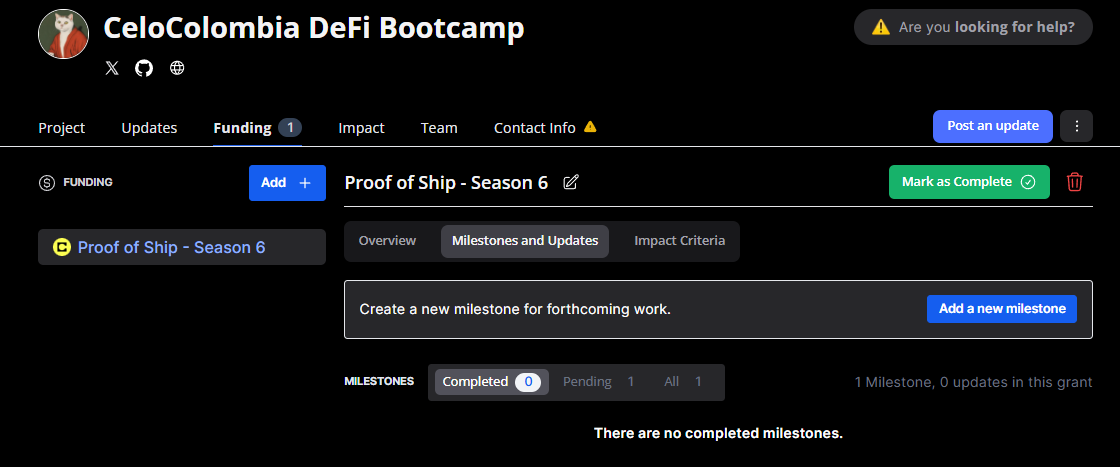 CeloColombia DeFi Bootcamp
Are you looking for help?
Project Updates Funding 1 Impact Team Contact Info
Post an update
FUNDING
Add +
Proof of Ship - Season 6
Mark as Complete
Proof of Ship - Season 6
Overview Milestones and Updates Impact Criteria
Create a new milestone for forthcoming work.
Add a new milestone
MILESTONES Completed 0 Pending 1 All 1
1 Milestone, 0 updates in this grant
There are no completed milestones.